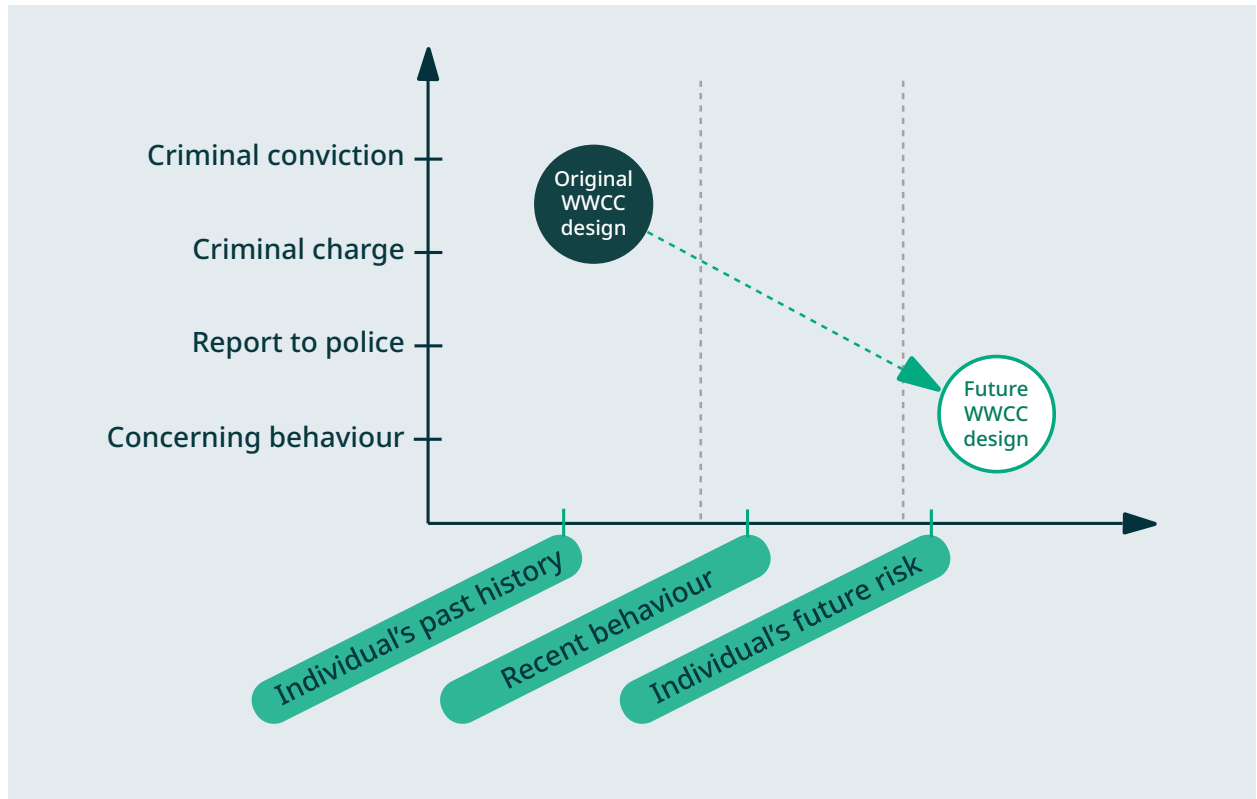 Criminal conviction
Criminal charge
Report to police
Concerning behaviour
Original
WWCC
design
Future
WWCC
design
Individual's past history
Recent behaviour
Individual's future risk